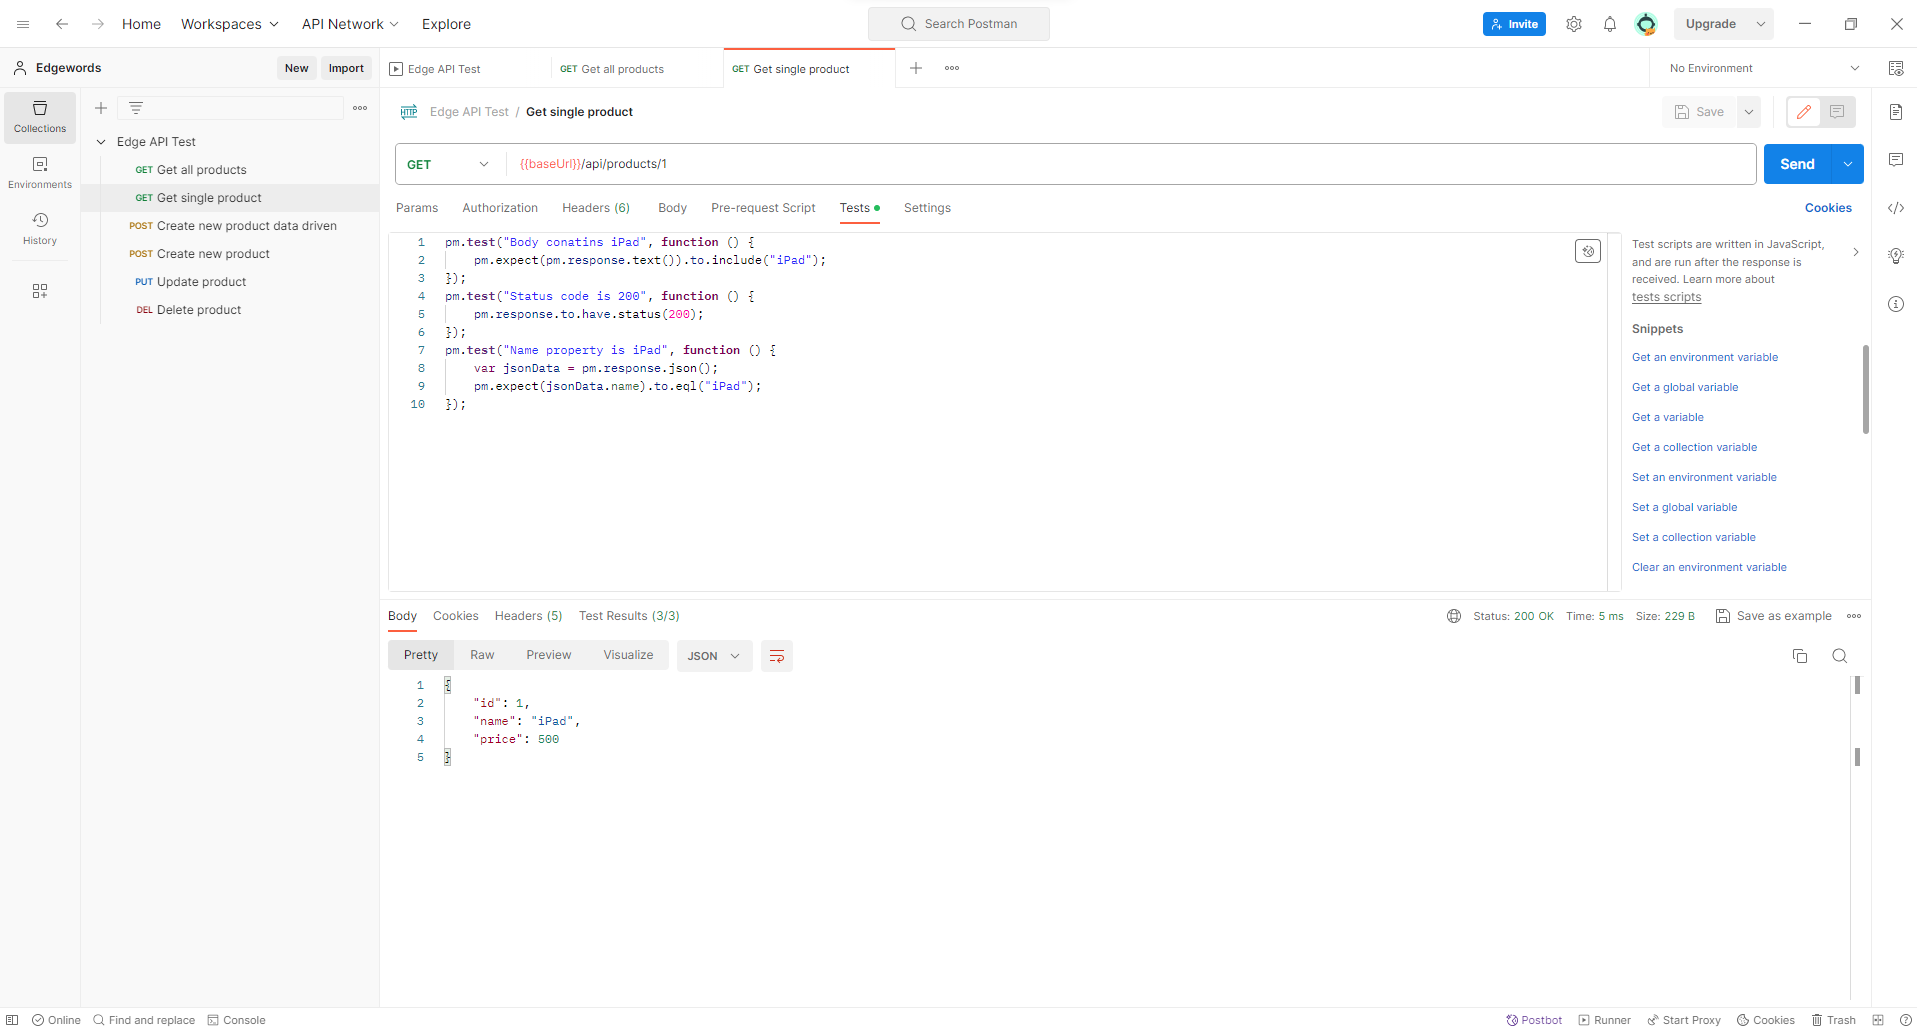 Home Workspaces API Network Explore Search Postman Invite Upgrade
Edgewords New Import
Edge API Test GET Get all products GET Get single product No Environment
Collections
Environments
History
Edge API Test
GET Get all products
GET Get single product
POST Create new product data driven
POST Create new product
PUT Update product
DEL Delete product
HTTP Edge API Test / Get single product Save
GET {{baseUrl}}/api/products/1 Send
Params Authorization Headers (6) Body Pre-request Script Tests Settings Cookies
1 pm.test("Body conatins iPad", function () {
2 pm.expect(pm.response.text()).to.include("iPad");
3 });
4 pm.test("Status code is 200", function () {
5 pm.response.to.have.status(200);
6 });
7 pm.test("Name property is iPad", function () {
8 var jsonData = pm.response.json();
9 pm.expect(jsonData.name).to.eql("iPad");
10 });
Test scripts are written in JavaScript,
and are run after the response is
received. Learn more about
tests scripts
Snippets
Get an environment variable
Get a global variable
Get a variable
Get a collection variable
Set an environment variable
Set a global variable
Set a collection variable
Clear an environment variable
Body Cookies Headers (5) Test Results (3/3) Status: 200 OK Time: 5 ms Size: 229 B Save as example
Pretty Raw Preview Visualize JSON
1 {
2 "id": 1,
3 "name": "iPad",
4 "price": 500
5 }
Online Find and replace Console Postbot Runner Start Proxy Cookies Trash